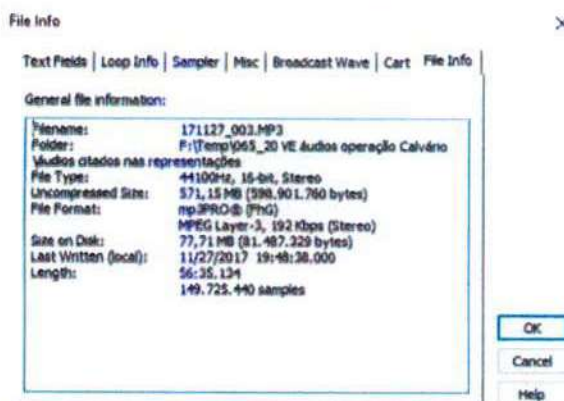 File Info
Text Fields | Loop Info | Sampler | Misc | Broadcast Wave | Cart | File Info
General file information:
Filename: 171127_003.MP3
Folder: F:\Temp\065_20 VE áudios operação Calvário
\Áudios citados nas representações
File Type: 44100Hz, 16-bit, Stereo
Uncompressed Size: 571,15 MB (598.901.760 bytes)
File Format: mp3PRO® (FhG)
MPEG Layer-3, 192 Kbps (Stereo)
Size on Disk: 77,71 MB (81.487.329 bytes)
Last Written (local): 11/27/2017 19:48:38.000
Length: 56:35.134
149.725.440 samples
OK
Cancel
Help